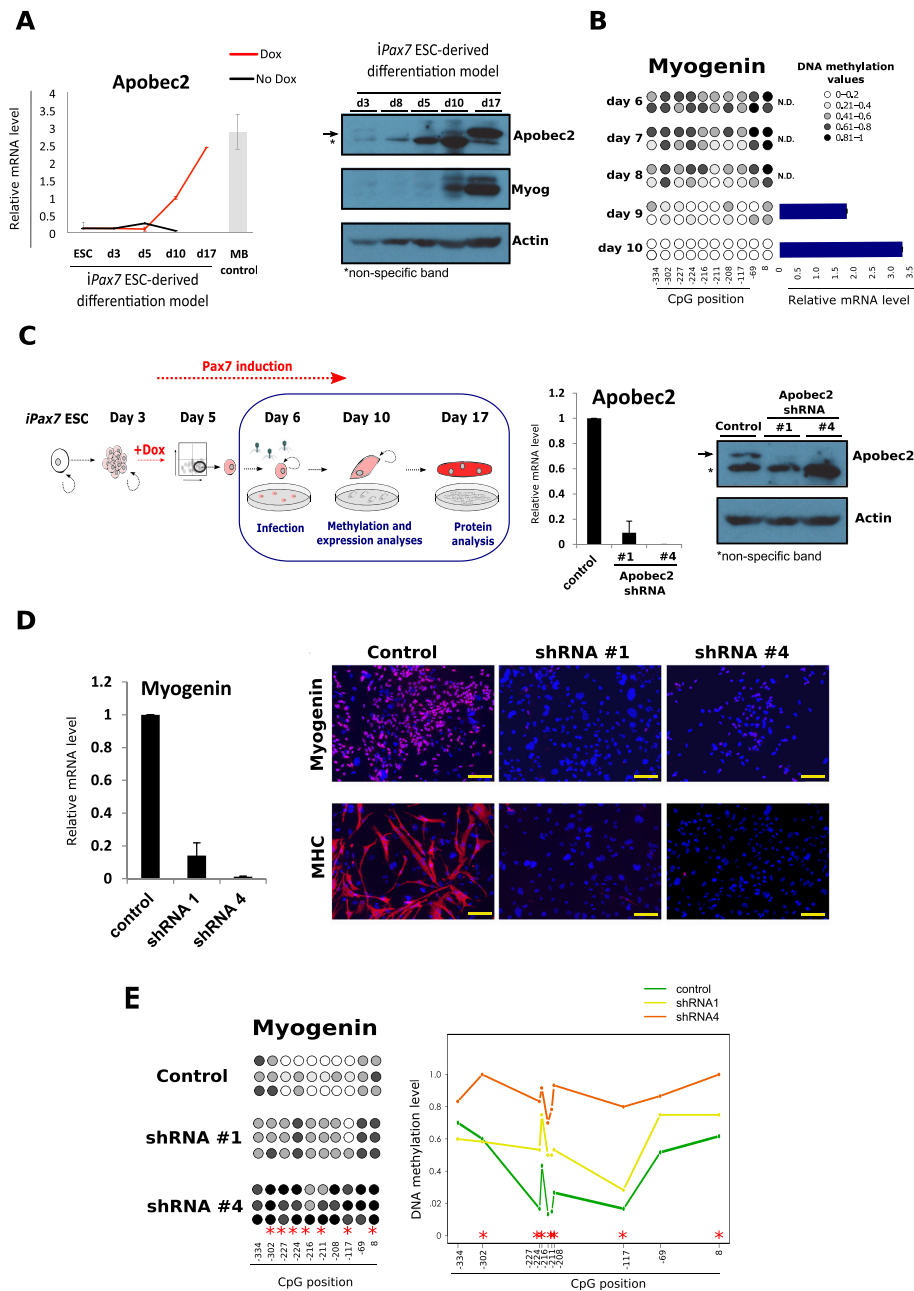 A
Dox
No Dox
Apobec2
Relative mRNA level
4
3.5
3
2.5
2
1.5
1
0.5
0
ESC d3 d5 d10 d17 MB control
iPax7 ESC-derived
differentiation model
iPax7 ESC-derived
differentiation model
d3 d8 d5 d10 d17
Apobec2
*
Myog
Actin
*non-specific band
B
Myogenin
DNA methylation
values
0–0.2
0.21–0.4
0.41–0.6
0.61–0.8
0.81–1
day 6 N.D.
day 7 N.D.
day 8 N.D.
day 9
day 10
-334 -302 -227 -224 -216 -211 -208 -117 -69 8
CpG position
0 0.5 1.0 1.5 2.0 2.5 3.0 3.5
Relative mRNA level
C
Pax7 induction
iPax7 ESC Day 3 +Dox Day 5 Day 6 Day 10 Day 17
Infection
Methylation and
expression analyses
Protein
analysis
Apobec2
Relative mRNA level
1.2
1
0.8
0.6
0.4
0.2
0
control #1 #4
Apobec2
shRNA
Apobec2
shRNA
Control #1 #4
Apobec2
*
Actin
*non-specific band
D
Myogenin
Relative mRNA level
1.2
1
0.8
0.6
0.4
0.2
0
control shRNA 1 shRNA 4
Control shRNA #1 shRNA #4
Myogenin
MHC
E
Myogenin
Control
shRNA #1
shRNA #4
* * * * * * *
-334 -302 -227 -224 -216 -211 -208 -117 -69 8
CpG position
control
shRNA1
shRNA4
DNA methylation level
1.0
0.8
0.6
0.4
.02
0
-334 -302 -227 -224 -216 -211 -208 -117 -69 8
CpG position